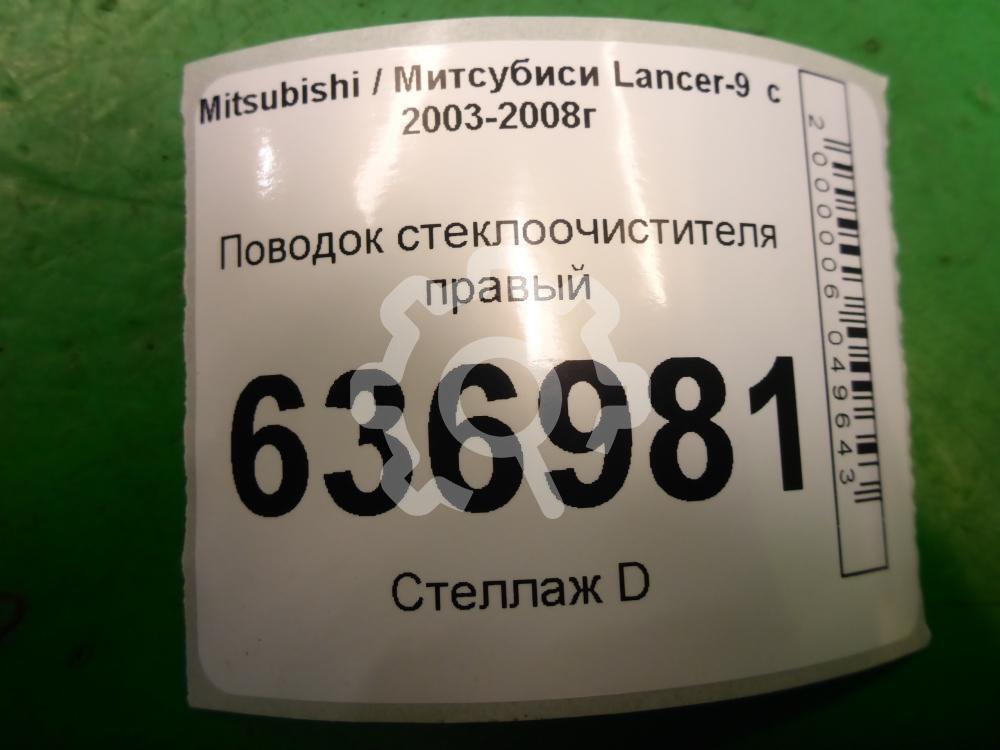 Mitsubishi / Митсубиси Lancer-9 с
2003-2008г
Поводок стеклоочистителя
правый
636981
Стеллаж D
2000006049643